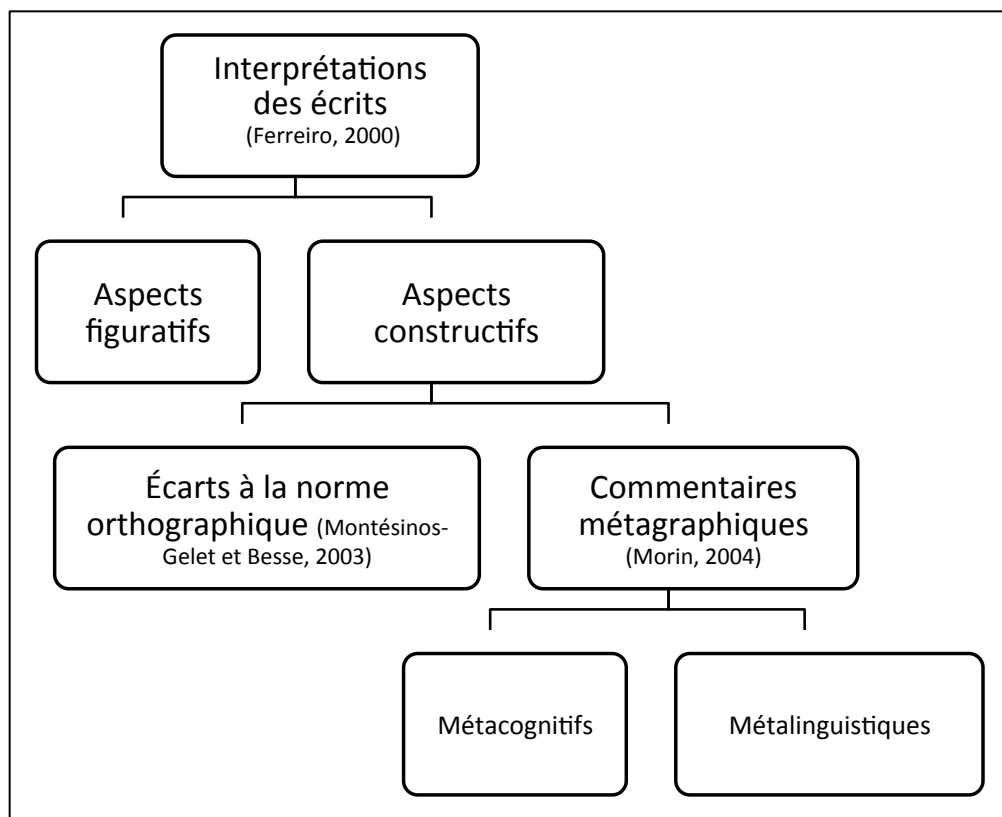 Interprétations
des écrits
(Ferreiro, 2000)
Aspects
figuratifs
Aspects
constructifs
Écarts à la norme
orthographique (Montésinos-
Gelet et Besse, 2003)
Commentaires
métagraphiques
(Morin, 2004)
Métacognitifs
Métalinguistiques